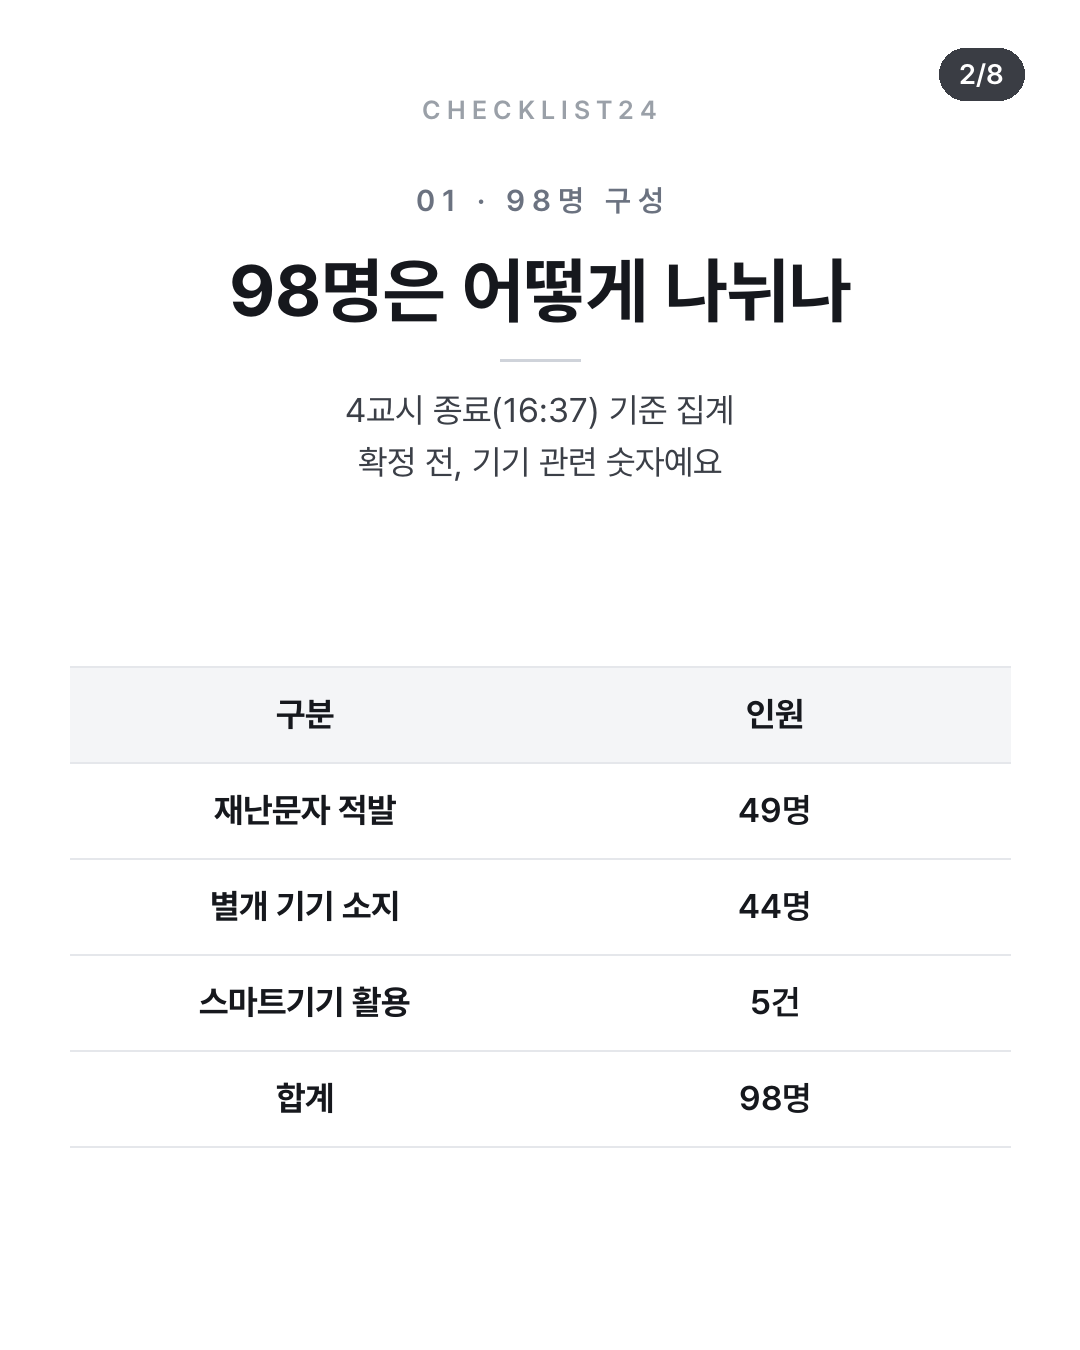 2/8
CHECKLIST24
01 · 98명 구성
98명은 어떻게 나뉘나
4교시 종료(16:37) 기준 집계
확정 전, 기기 관련 숫자예요
구분 인원
재난문자 적발 49명
별개 기기 소지 44명
스마트기기 활용 5건
합계 98명